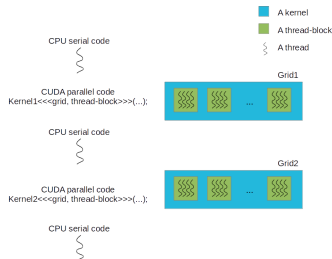 A kernel
A thread-block
A thread
CPU serial code
Grid1
CUDA parallel code
Kernel1<<<grid, thread-block>>>(...);
...
CPU serial code
Grid2
CUDA parallel code
Kernel2<<<grid, thread-block>>>(...);
...
CPU serial code